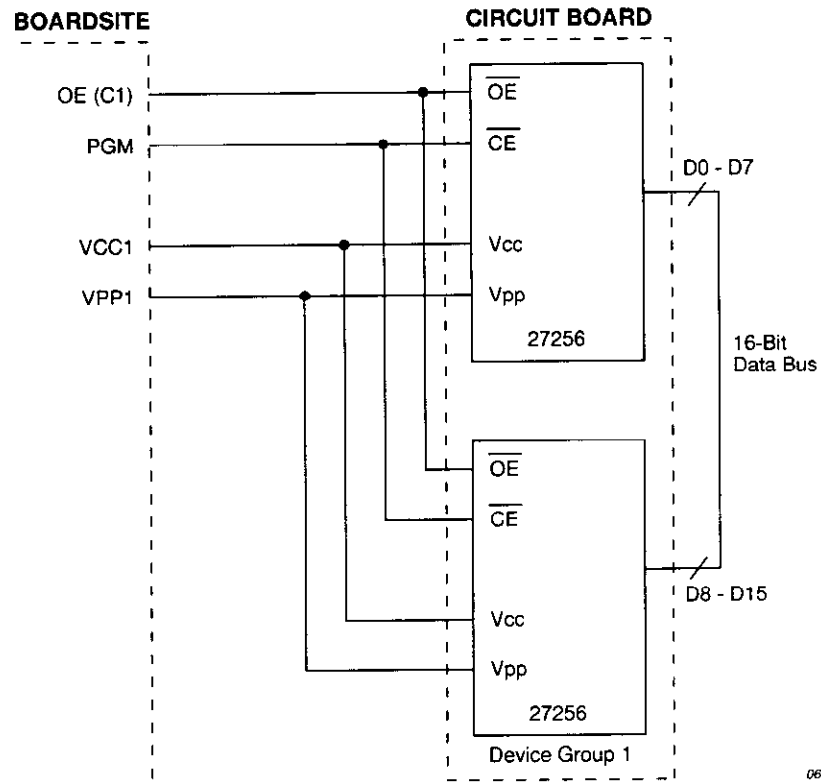 BOARDSITE
CIRCUIT BOARD
OE (C1)
PGM
VCC1
VPP1
OE
CE
Vcc
Vpp
27256
D0 - D7
16-Bit
Data Bus
OE
CE
Vcc
Vpp
27256
D8 - D15
Device Group 1